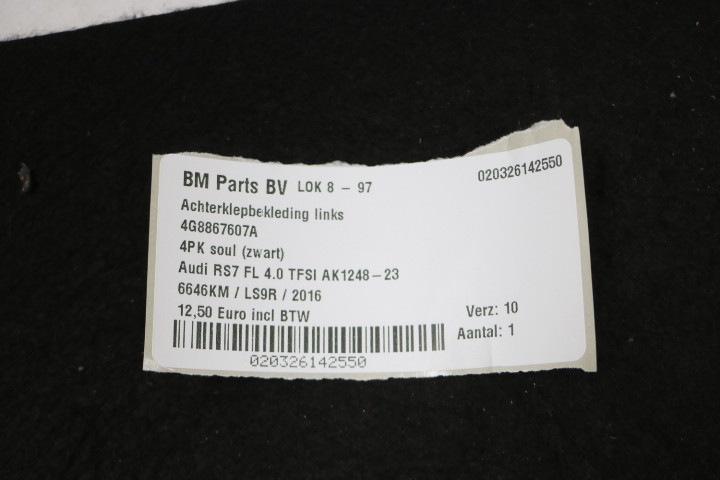 BM Parts BV LOK 8 - 97
020326142550
Achterklepbekleding links
4G8867607A
4PK soul (zwart)
Audi RS7 FL 4.0 TFSI AK1248-23
6646KM / LS9R / 2016
12,50 Euro incl BTW
Verz: 10
Aantal: 1
020326142550